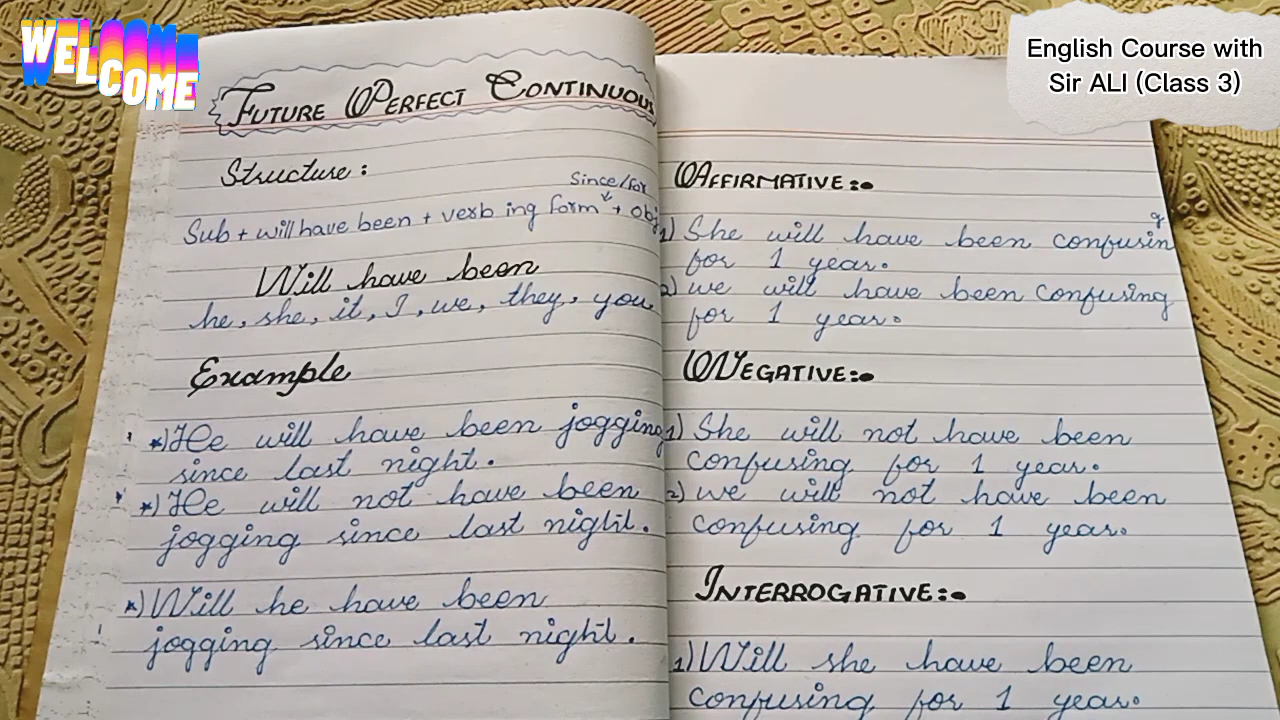 WELCOME
English Course with
Sir ALI (Class 3)
FUTURE PERFECT CONTINUOUS
Structure :
Since/for
Sub + will have been + verb ing form + obj
Will have been
he, she, it, I, we, they, you
Example
*) He will have been jogging
since last night.
*) He will not have been
jogging since last night.
*) Will he have been
jogging since last night.
AFFIRMATIVE:-
1) She will have been confusing
for 1 year.
2) we will have been confusing
for 1 year.
NEGATIVE:-
1) She will not have been
confusing for 1 year.
2) we will not have been
confusing for 1 year.
INTERROGATIVE:-
1) Will she have been
confusing for 1 year.